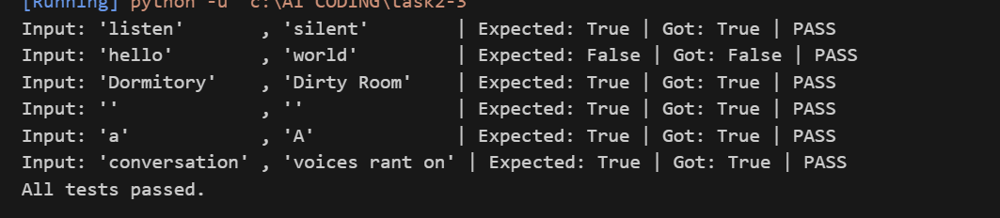 [Running] python -u "c:\AI CODING\task2-3
Input: 'listen'       , 'silent'        | Expected: True | Got: True | PASS
Input: 'hello'        , 'world'         | Expected: False | Got: False | PASS
Input: 'Dormitory'    , 'Dirty Room'    | Expected: True | Got: True | PASS
Input: ''             , ''              | Expected: True | Got: True | PASS
Input: 'a'            , 'A'             | Expected: True | Got: True | PASS
Input: 'conversation' , 'voices rant on' | Expected: True | Got: True | PASS
All tests passed.